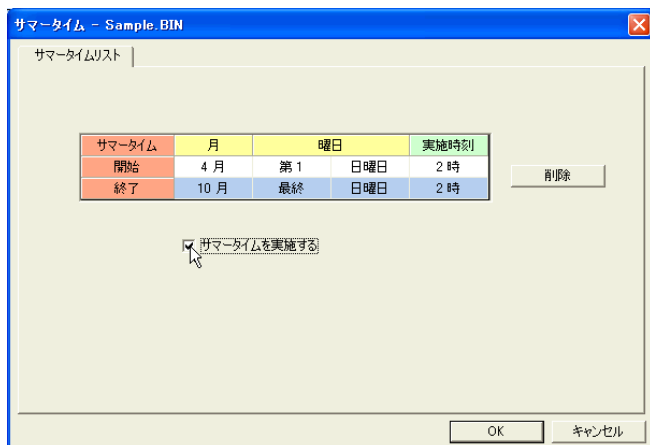 サマータイム - Sample.BIN
サマータイムリスト
サマータイム 月 曜日 実施時刻
開始 4 月 第 1 日曜日 2 時
終了 10 月 最終 日曜日 2 時
削除
サマータイムを実施する
OK キャンセル